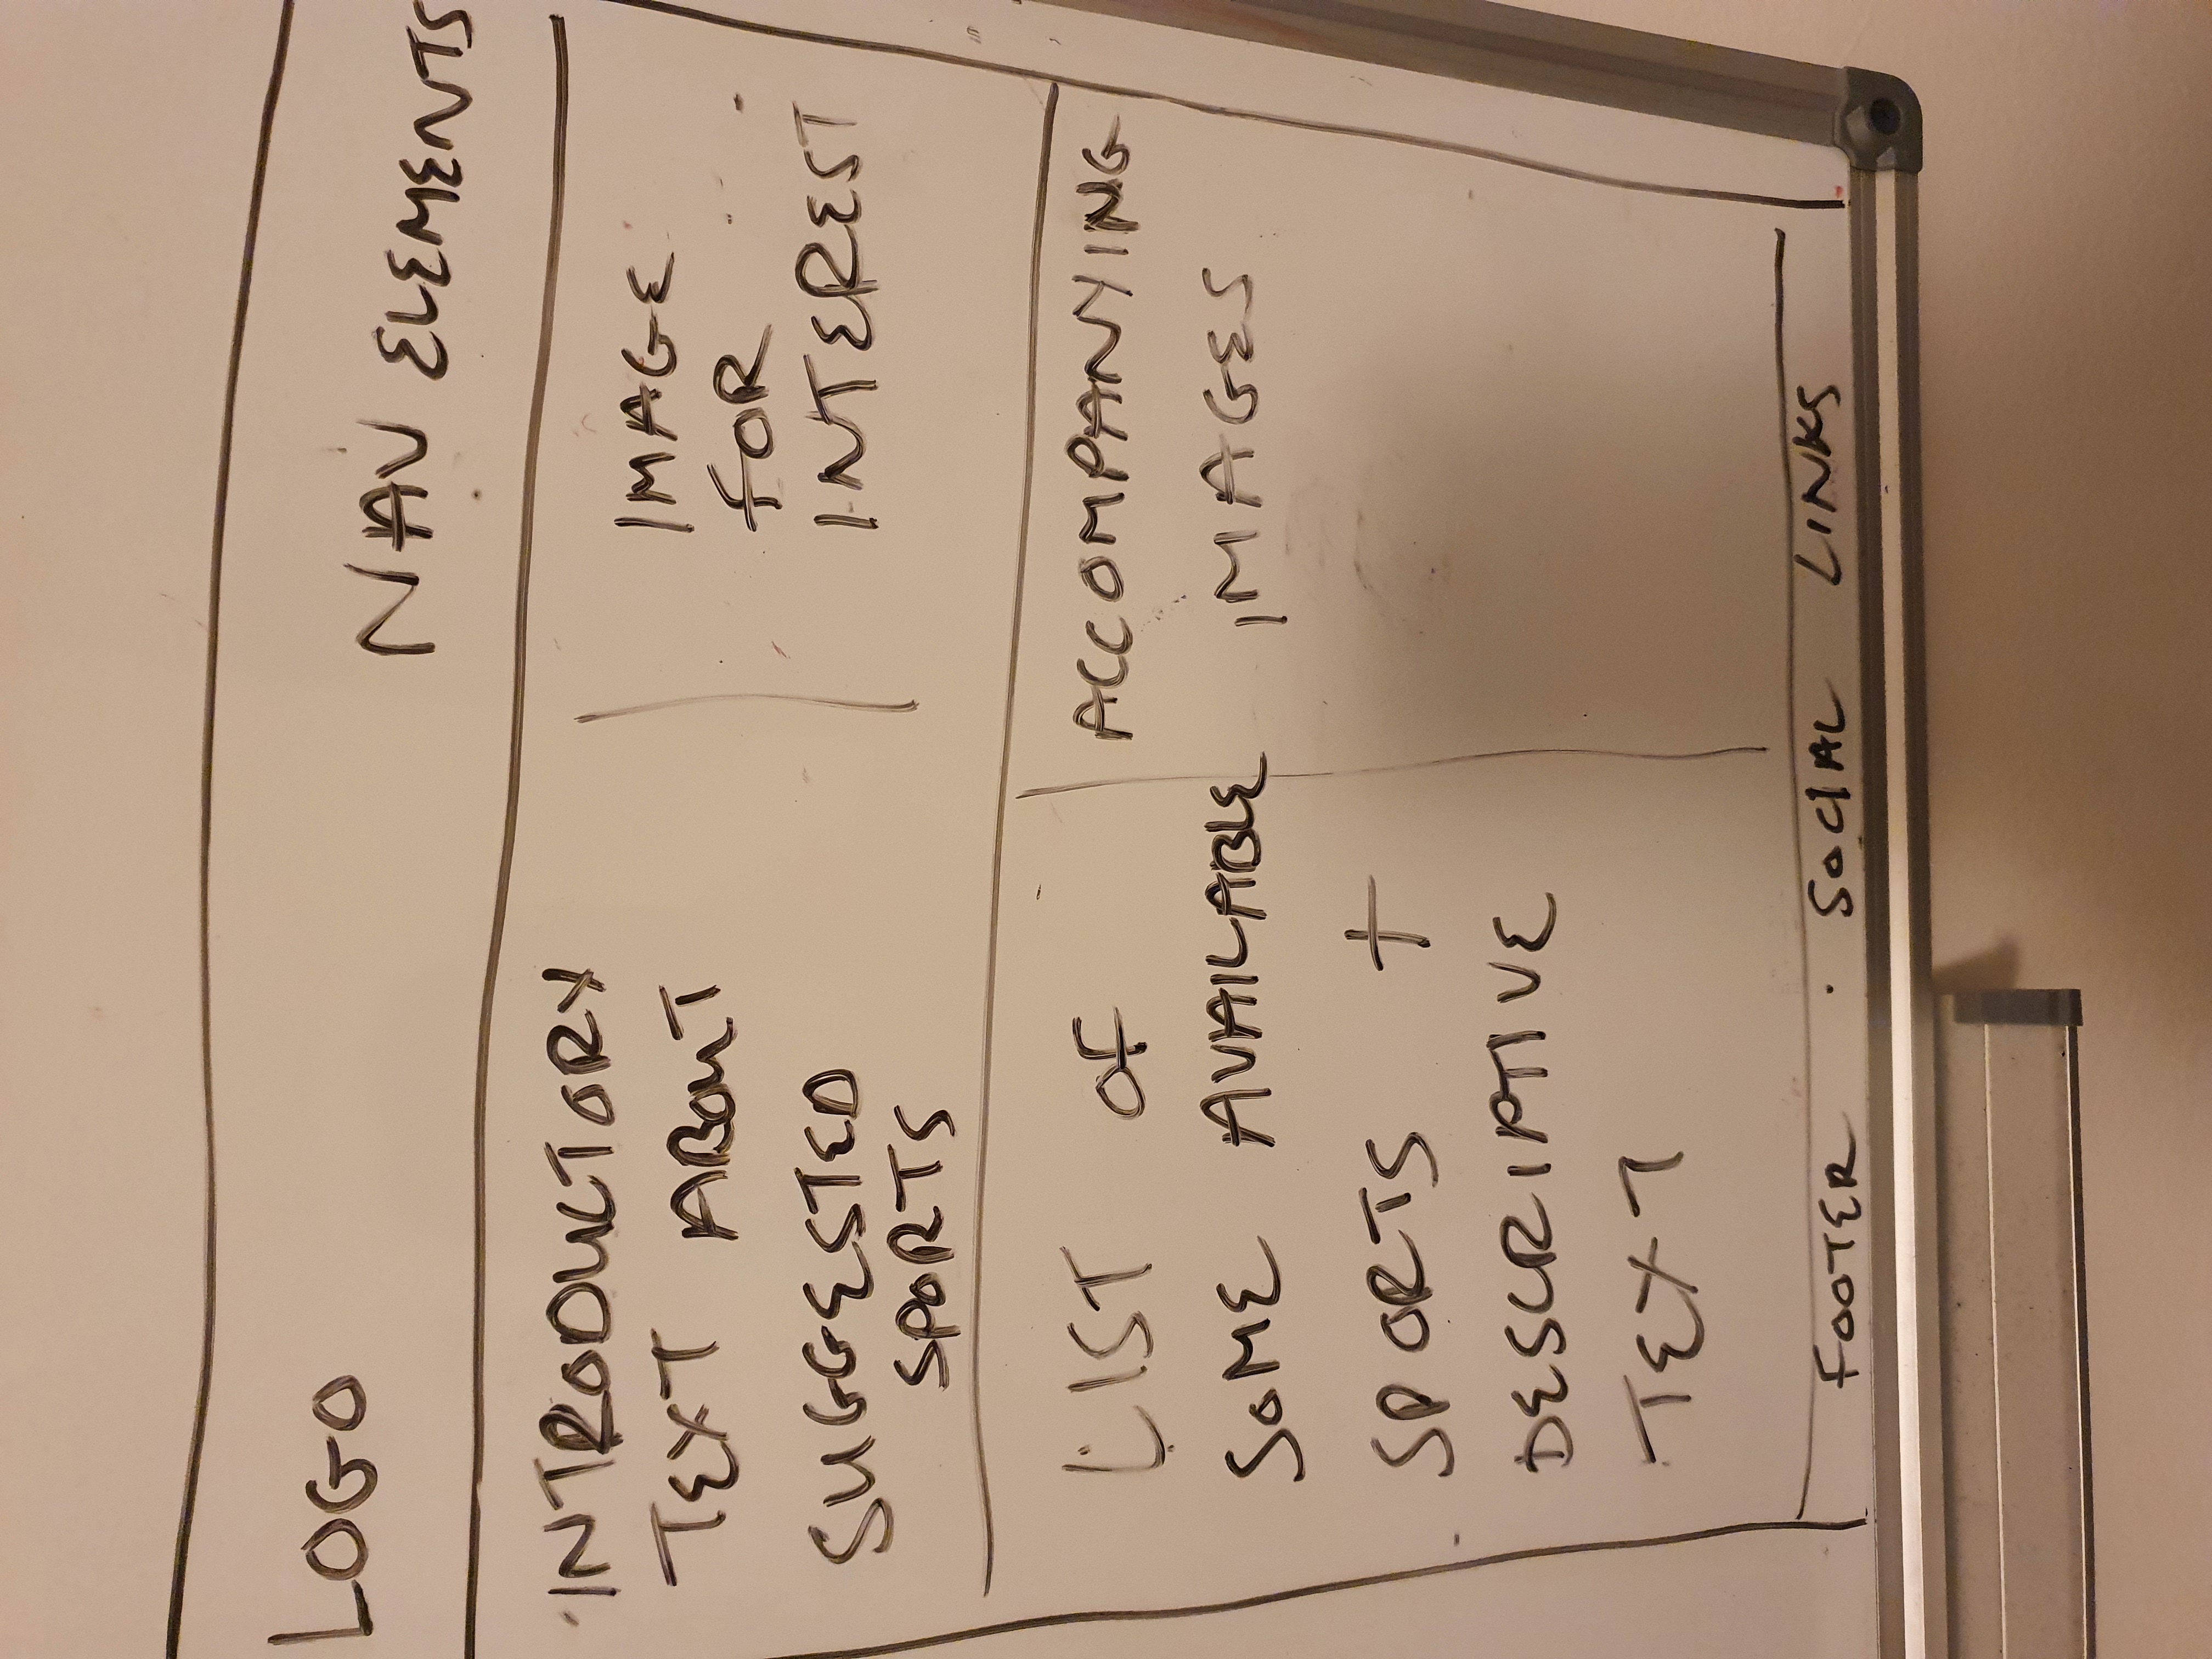 LOGO
NAV ELEMENTS
INTRODUCTORY
TEXT ABOUT
SUGGESTED
SPORTS
IMAGE
FOR
INTEREST
LIST OF
SOME AVAILABLE
SPORTS +
DESCRIPTIVE
TEXT
ACCOMPANYING
IMAGES
FOOTER · SOCIAL LINKS